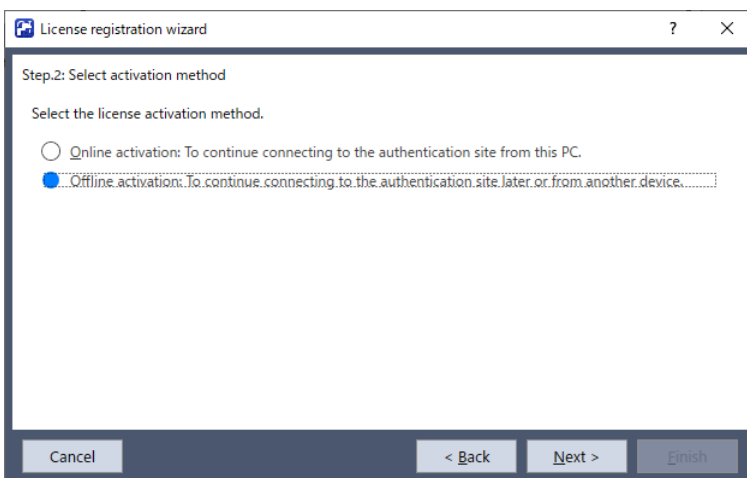 License registration wizard
?
Step.2: Select activation method
Select the license activation method.
Online activation: To continue connecting to the authentication site from this PC.
Offline activation: To continue connecting to the authentication site later or from another device.
Cancel
< Back
Next >
Finish